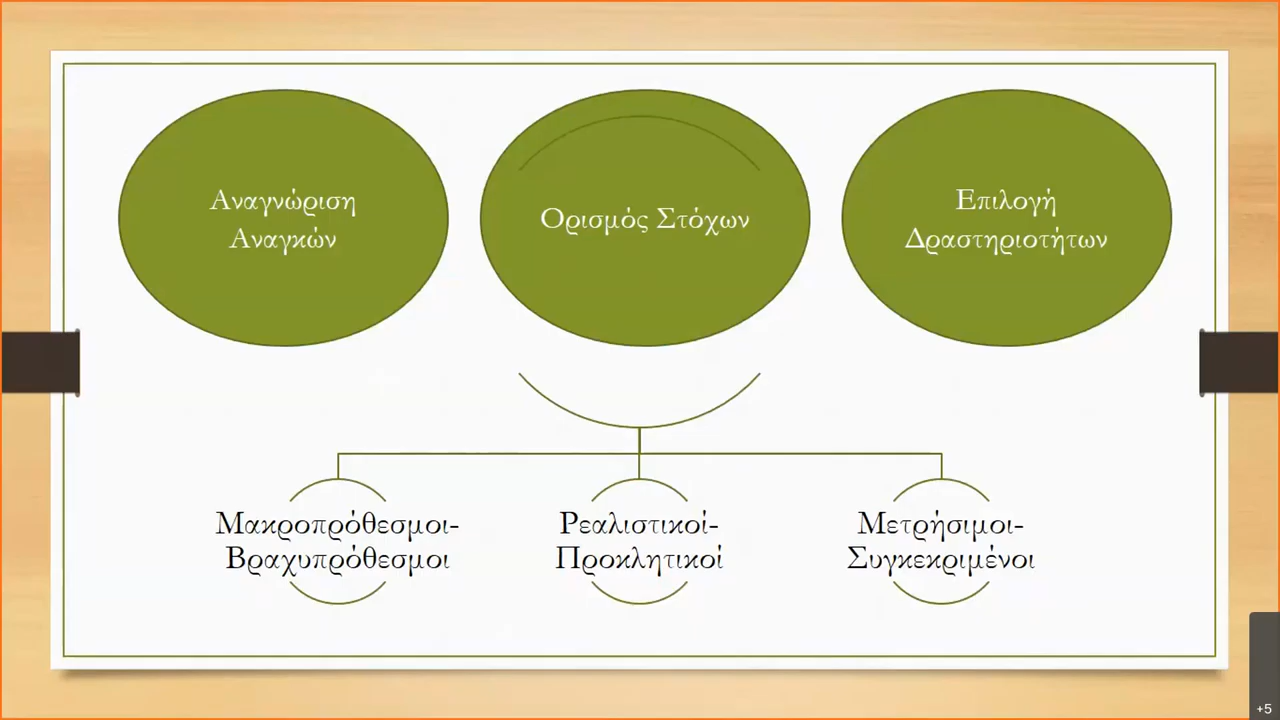 Αναγνώριση
Αναγκών
Ορισμός Στόχων
Επιλογή
Δραστηριοτήτων
Μακροπρόθεσμοι-
Βραχυπρόθεσμοι
Ρεαλιστικοί-
Προκλητικοί
Μετρήσιμοι-
Συγκεκριμένοι
+5